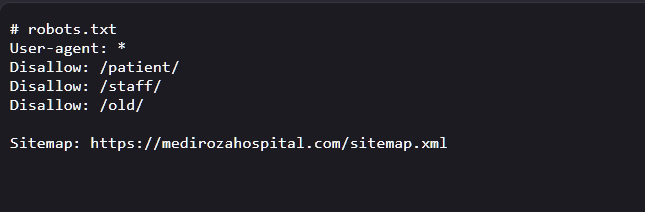 # robots.txt
User-agent: *
Disallow: /patient/
Disallow: /staff/
Disallow: /old/
Sitemap: https://medirozahospital.com/sitemap.xml